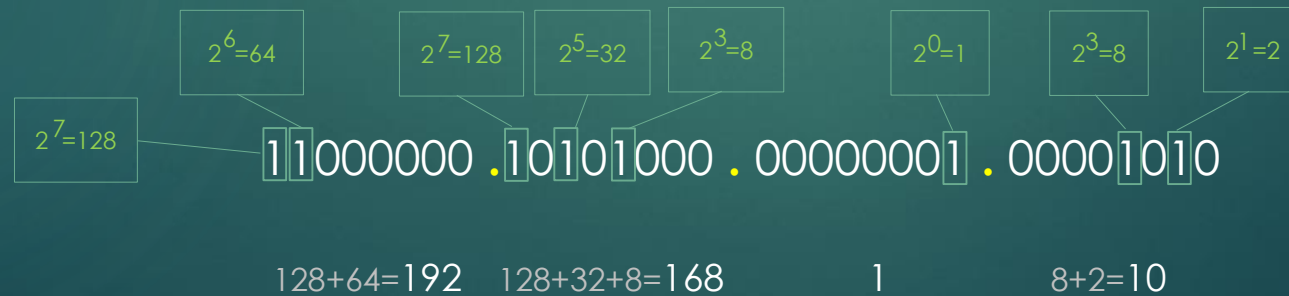 2^6=64 2^7=128 2^5=32 2^3=8 2^0=1 2^3=8 2^1=2
2^7=128
11000000 .10101000 . 00000001 . 00001010
128+64=192 128+32+8=168 1 8+2=10